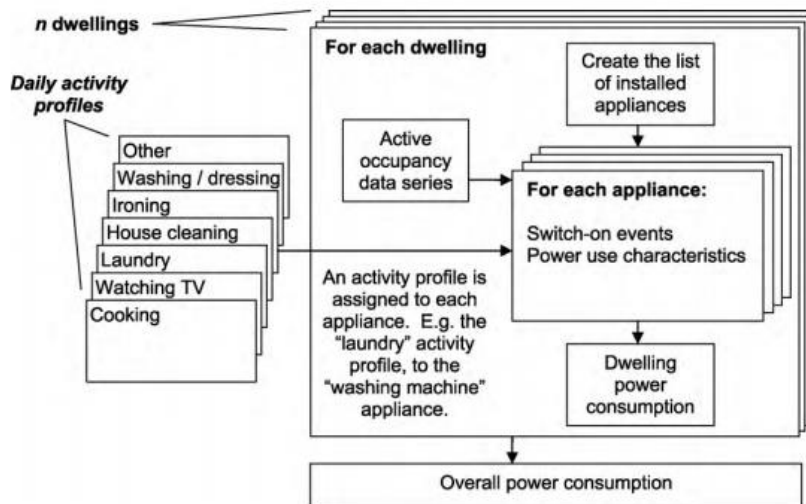 n dwellings
Daily activity
profiles
Other
Washing / dressing
Ironing
House cleaning
Laundry
Watching TV
Cooking
For each dwelling
Create the list
of installed
appliances
Active
occupancy
data series
For each appliance:
Switch-on events
Power use characteristics
An activity profile is
assigned to each
appliance. E.g. the
“laundry” activity
profile, to the
“washing machine”
appliance.
Dwelling
power
consumption
Overall power consumption